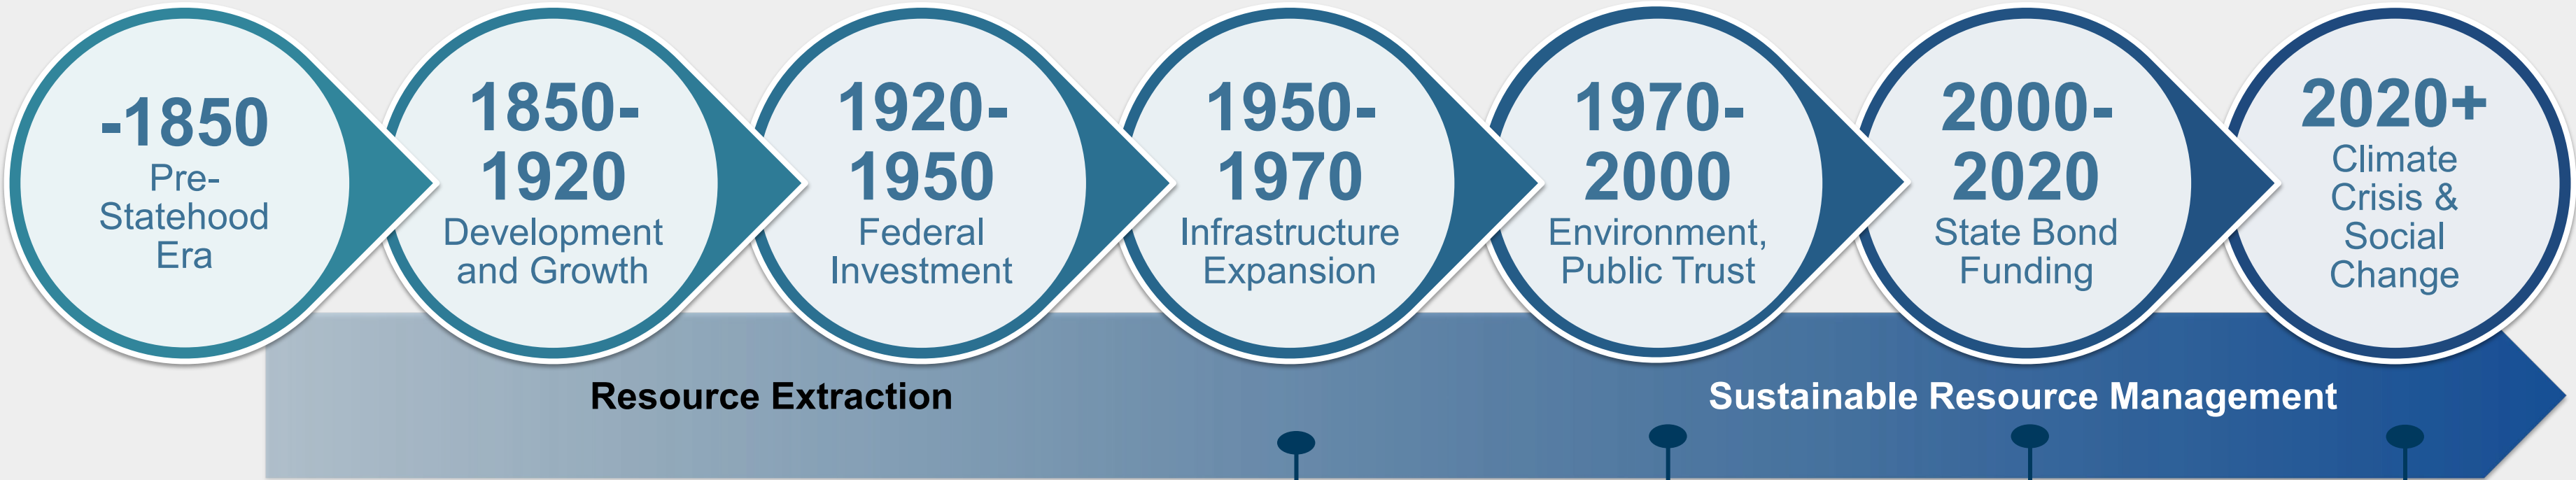 -1850
Pre-
Statehood
Era
1850-
1920
Development
and Growth
1920-
1950
Federal
Investment
1950-
1970
Infrastructure
Expansion
1970-
2000
Environment,
Public Trust
2000-
2020
State Bond
Funding
2020+
Climate
Crisis &
Social
Change
Resource Extraction
Sustainable Resource Management